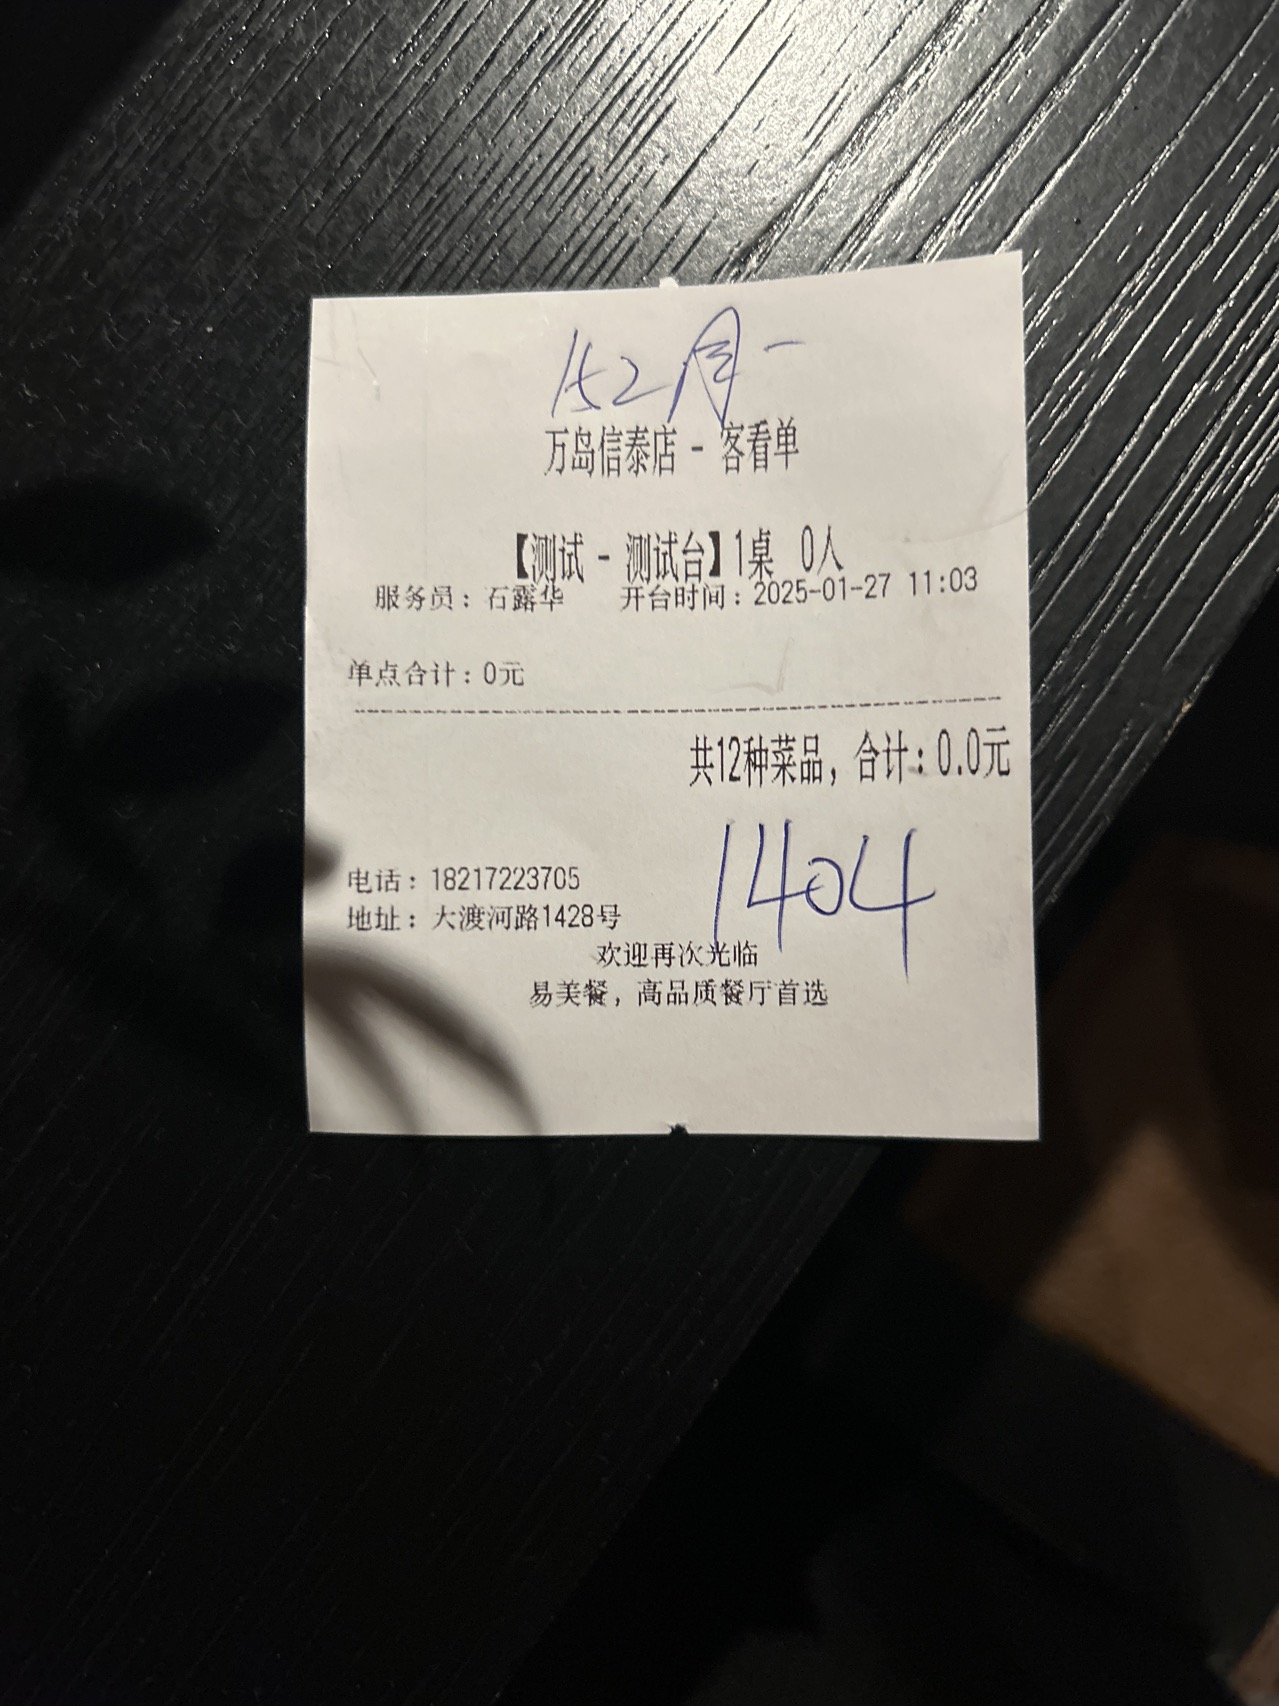 152 月一
万岛信泰店 - 客看单
【测试 - 测试台】1桌 0人
服务员：石露华 开台时间：2025-01-27 11:03
单点合计：0元
共12种菜品，合计：0.0元
1404
电话：18217223705
地址：大渡河路1428号
欢迎再次光临
易美餐，高品质餐厅首选